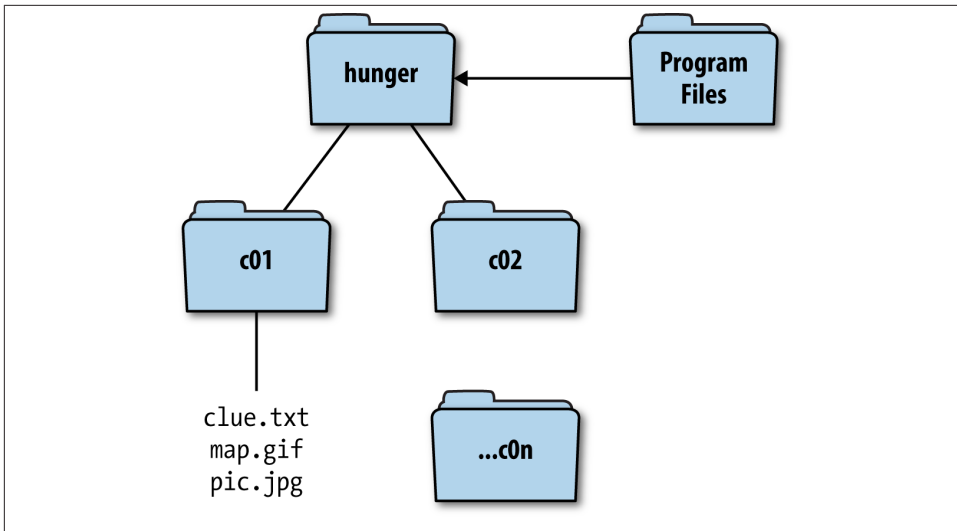 hunger
Program
Files
c01
c02
clue.txt
map.gif
pic.jpg
...c0n